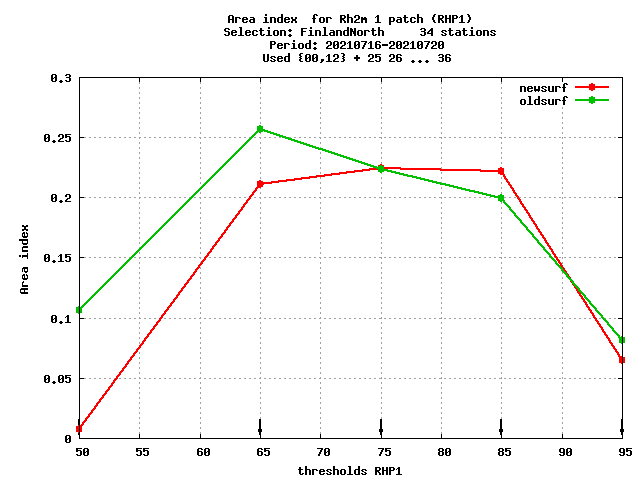 Area index  for Rh2m 1 patch (RHP1)
Selection: FinlandNorth     34 stations
Period: 20210716-20210720
Used {00,12} + 25 26 ... 36
newsurf
oldsurf
0.3
0.25
0.2
0.15
0.1
0.05
0
Area index
50 55 60 65 70 75 80 85 90 95
thresholds RHP1